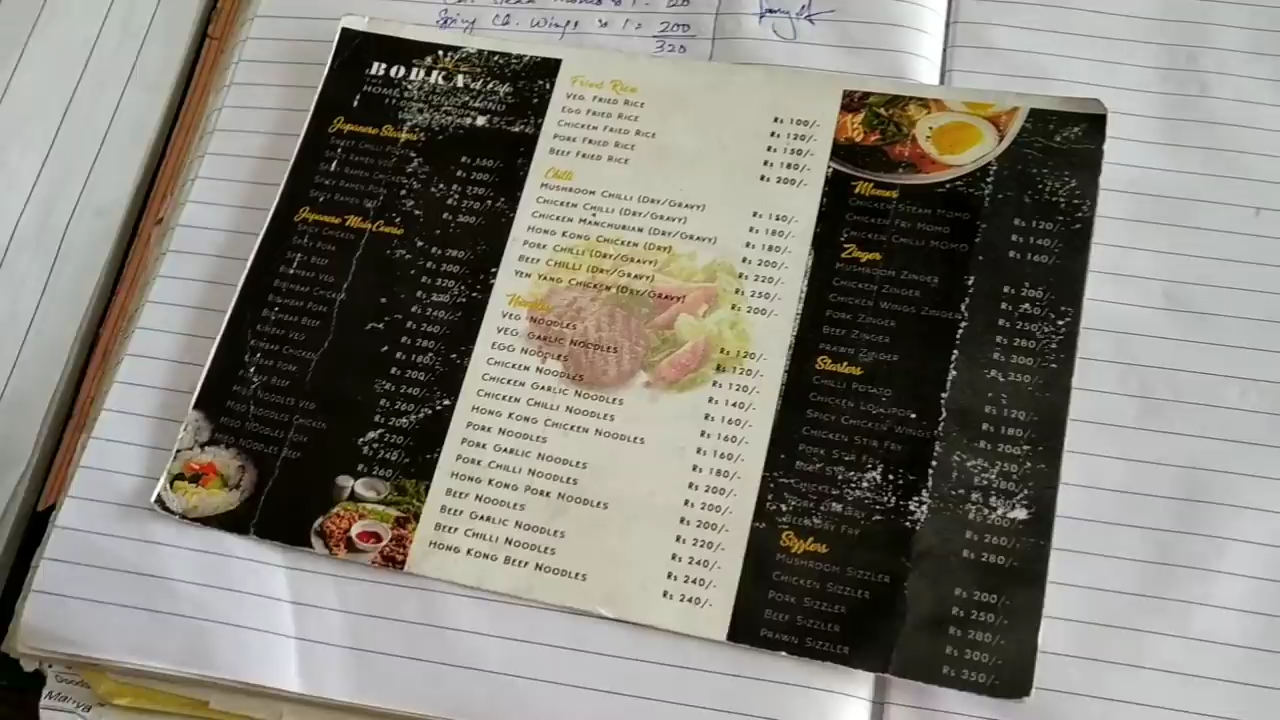 Spring Ch. Wings × 1 = 200
320
BODKA d' Cafe
Fried Rice
VEG. FRIED RICE Rs 100/-
EGG FRIED RICE Rs 120/-
CHICKEN FRIED RICE Rs 150/-
PORK FRIED RICE Rs 180/-
BEEF FRIED RICE Rs 200/-
Chilli
MUSHROOM CHILLI (DRY/GRAVY) Rs 150/-
CHICKEN CHILLI (DRY/GRAVY) Rs 180/-
CHICKEN MANCHURIAN (DRY/GRAVY) Rs 180/-
HONG KONG CHICKEN (DRY) Rs 200/-
PORK CHILLI (DRY/GRAVY) Rs 220/-
BEEF CHILLI (DRY/GRAVY) Rs 250/-
YEN YANG CHICKEN (DRY/GRAVY) Rs 200/-
Noodles
VEG NOODLES Rs 120/-
VEG. GARLIC NOODLES Rs 120/-
EGG NOODLES Rs 120/-
CHICKEN NOODLES Rs 140/-
CHICKEN GARLIC NOODLES Rs 160/-
CHICKEN CHILLI NOODLES Rs 160/-
HONG KONG CHICKEN NOODLES Rs 160/-
PORK NOODLES Rs 180/-
PORK GARLIC NOODLES Rs 200/-
PORK CHILLI NOODLES Rs 200/-
HONG KONG PORK NOODLES Rs 200/-
BEEF NOODLES Rs 220/-
BEEF GARLIC NOODLES Rs 240/-
BEEF CHILLI NOODLES Rs 240/-
HONG KONG BEEF NOODLES Rs 240/-
Japanese Main Course
SPICY CHICKEN Rs 280/-
SPICY PORK Rs 300/-
SPICY BEEF Rs 320/-
BIBIMBAP VEG Rs 220/-
BIBIMBAP CHICKEN Rs 240/-
BIBIMBAP PORK Rs 260/-
BIBIMBAP BEEF Rs 280/-
KIMBAP VEG Rs 180/-
KIMBAP CHICKEN Rs 200/-
KIMBAP PORK
KIMBAP BEEF Rs 240/-
MISO NOODLES VEG Rs 200/-
MISO NOODLES CHICKEN Rs 220/-
MISO NOODLES PORK Rs 240/-
MISO NOODLES BEEF Rs 260/-
Momos
CHICKEN STEAM MOMO Rs 120/-
CHICKEN FRY MOMO Rs 140/-
CHICKEN CHILLI MOMO Rs 160/-
Zinger
MUSHROOM ZINGER Rs 200/-
CHICKEN ZINGER Rs 250/-
CHICKEN WINGS ZINGER Rs 250/-
PORK ZINGER Rs 280/-
BEEF ZINGER Rs 300/-
PRAWN ZINGER Rs 350/-
Starters
CHILLI POTATO Rs 120/-
CHICKEN LOLLIPOP Rs 180/-
SPICY CHICKEN WINGS Rs 200/-
CHICKEN STIR FRY Rs 250/-
PORK STIR FRY Rs 280/-
BEEF DRY FRY Rs 280/-
Sizzlers
MUSHROOM SIZZLER Rs 200/-
CHICKEN SIZZLER Rs 250/-
PORK SIZZLER Rs 280/-
BEEF SIZZLER Rs 300/-
PRAWN SIZZLER Rs 350/-